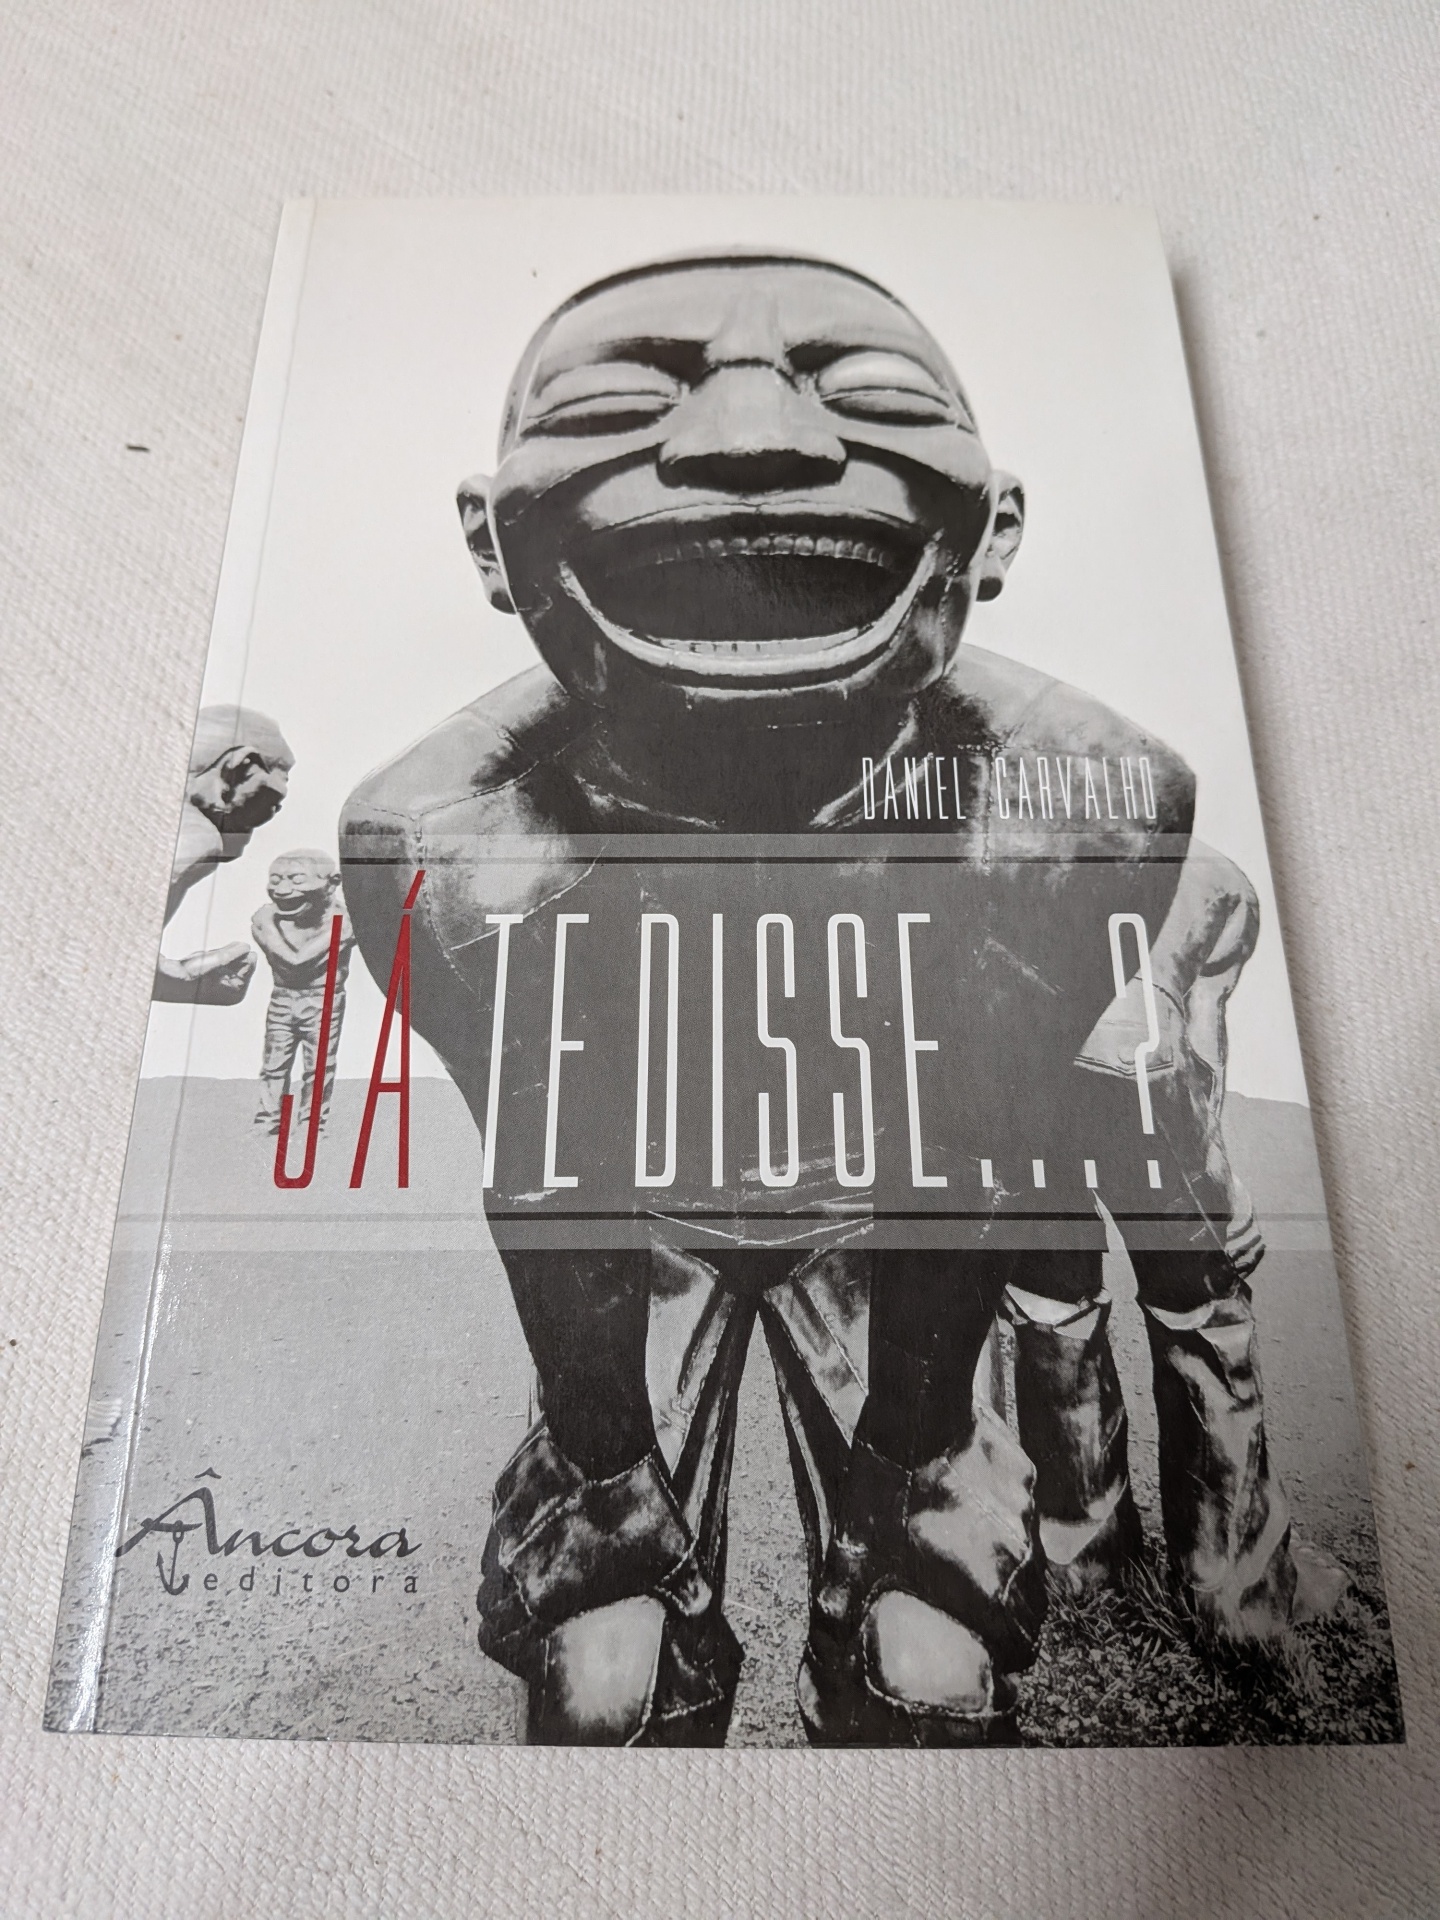 DANIEL CARVALHO
JÁ TE DISSE...?
Âncora
editora